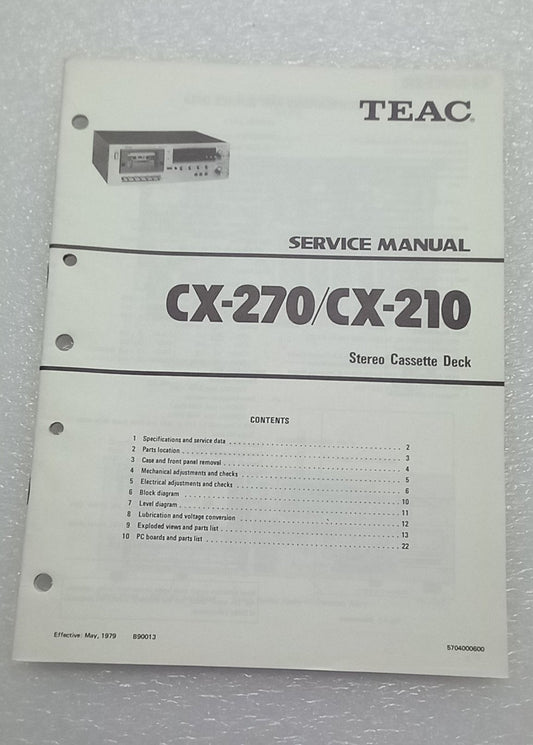 TEAC®
SERVICE MANUAL
CX-270/CX-210
Stereo Cassette Deck
CONTENTS
1 Specifications and service data 2
2 Parts location 3
3 Case and front panel removal 4
4 Mechanical adjustments and checks 5
5 Electrical adjustments and checks 6
6 Block diagram 10
7 Level diagram 11
8 Lubrication and voltage conversion 12
9 Exploded views and parts list 13
10 PC boards and parts list 22
Effective: May, 1979 B90013
5704000600